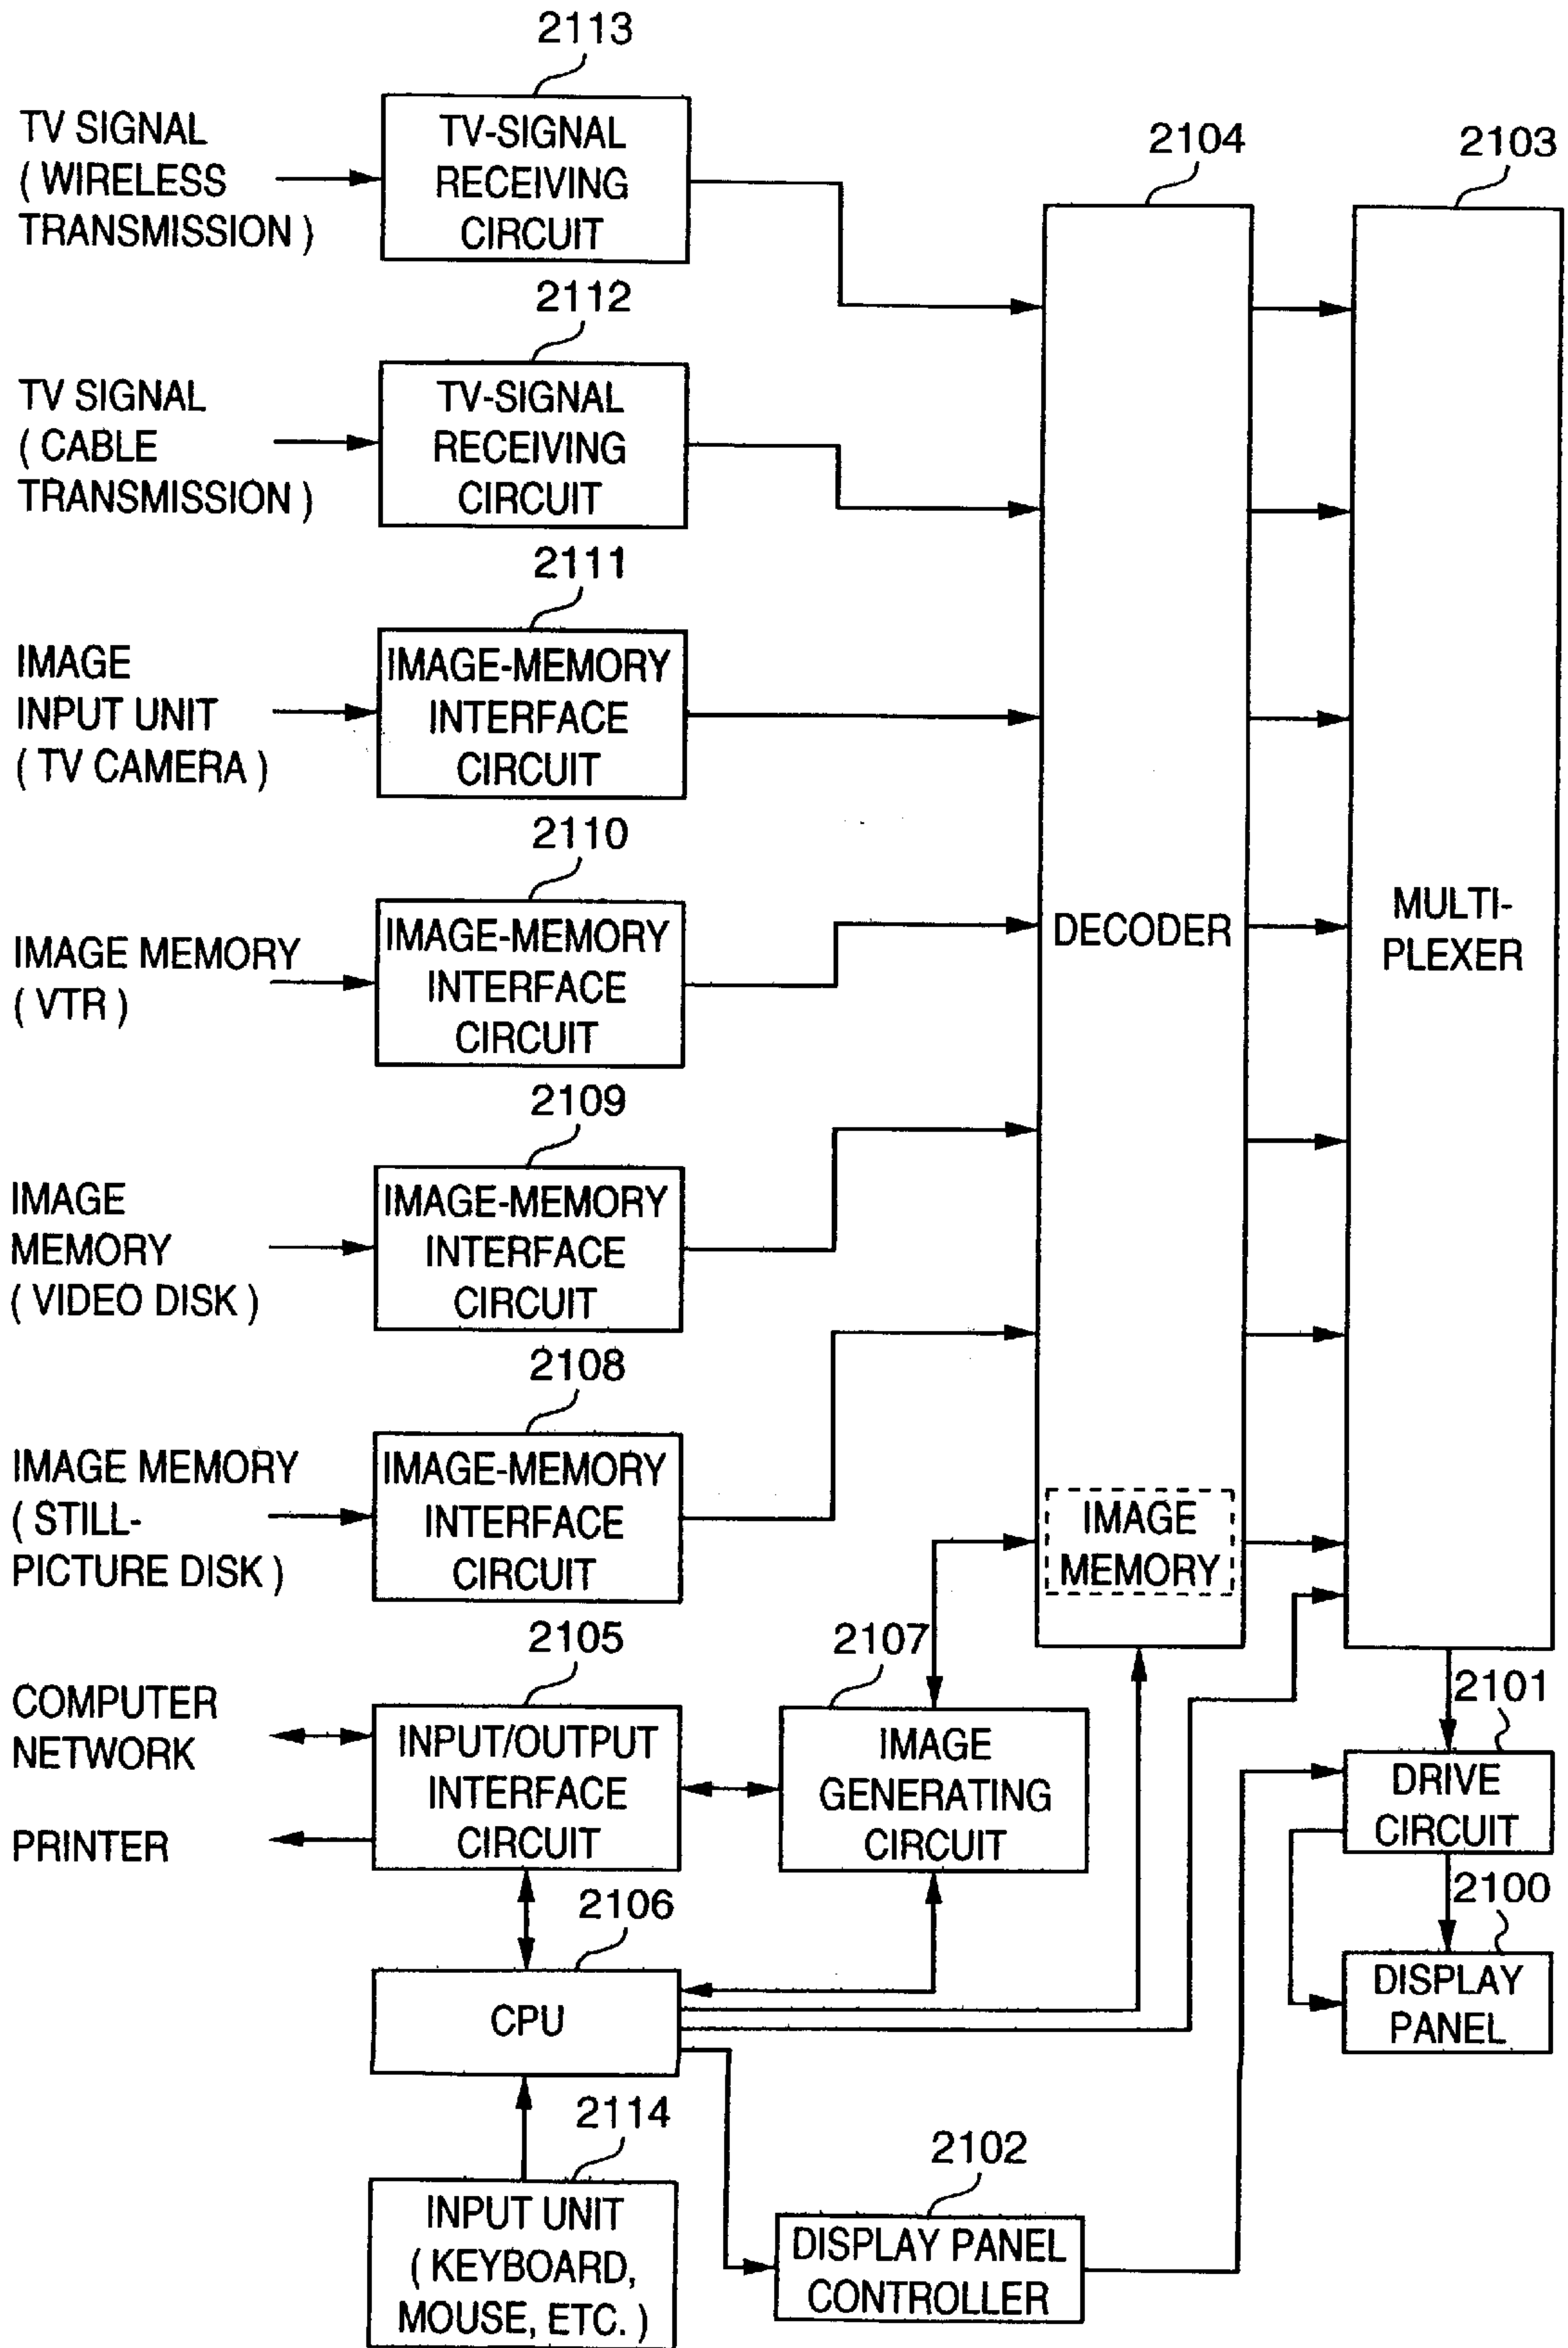 2113
TV SIGNAL
( WIRELESS
TRANSMISSION )
TV-SIGNAL
RECEIVING
CIRCUIT
2104
2103
2112
TV SIGNAL
( CABLE
TRANSMISSION )
TV-SIGNAL
RECEIVING
CIRCUIT
2111
IMAGE
INPUT UNIT
( TV CAMERA )
IMAGE-MEMORY
INTERFACE
CIRCUIT
2110
IMAGE MEMORY
( VTR )
IMAGE-MEMORY
INTERFACE
CIRCUIT
DECODER
MULTI-
PLEXER
2109
IMAGE
MEMORY
( VIDEO DISK )
IMAGE-MEMORY
INTERFACE
CIRCUIT
2108
IMAGE MEMORY
( STILL-
PICTURE DISK )
IMAGE-MEMORY
INTERFACE
CIRCUIT
IMAGE
MEMORY
2105
2107
COMPUTER
NETWORK
PRINTER
INPUT/OUTPUT
INTERFACE
CIRCUIT
IMAGE
GENERATING
CIRCUIT
2101
DRIVE
CIRCUIT
2106
2100
CPU
DISPLAY
PANEL
2114
2102
INPUT UNIT
( KEYBOARD,
MOUSE, ETC. )
DISPLAY PANEL
CONTROLLER